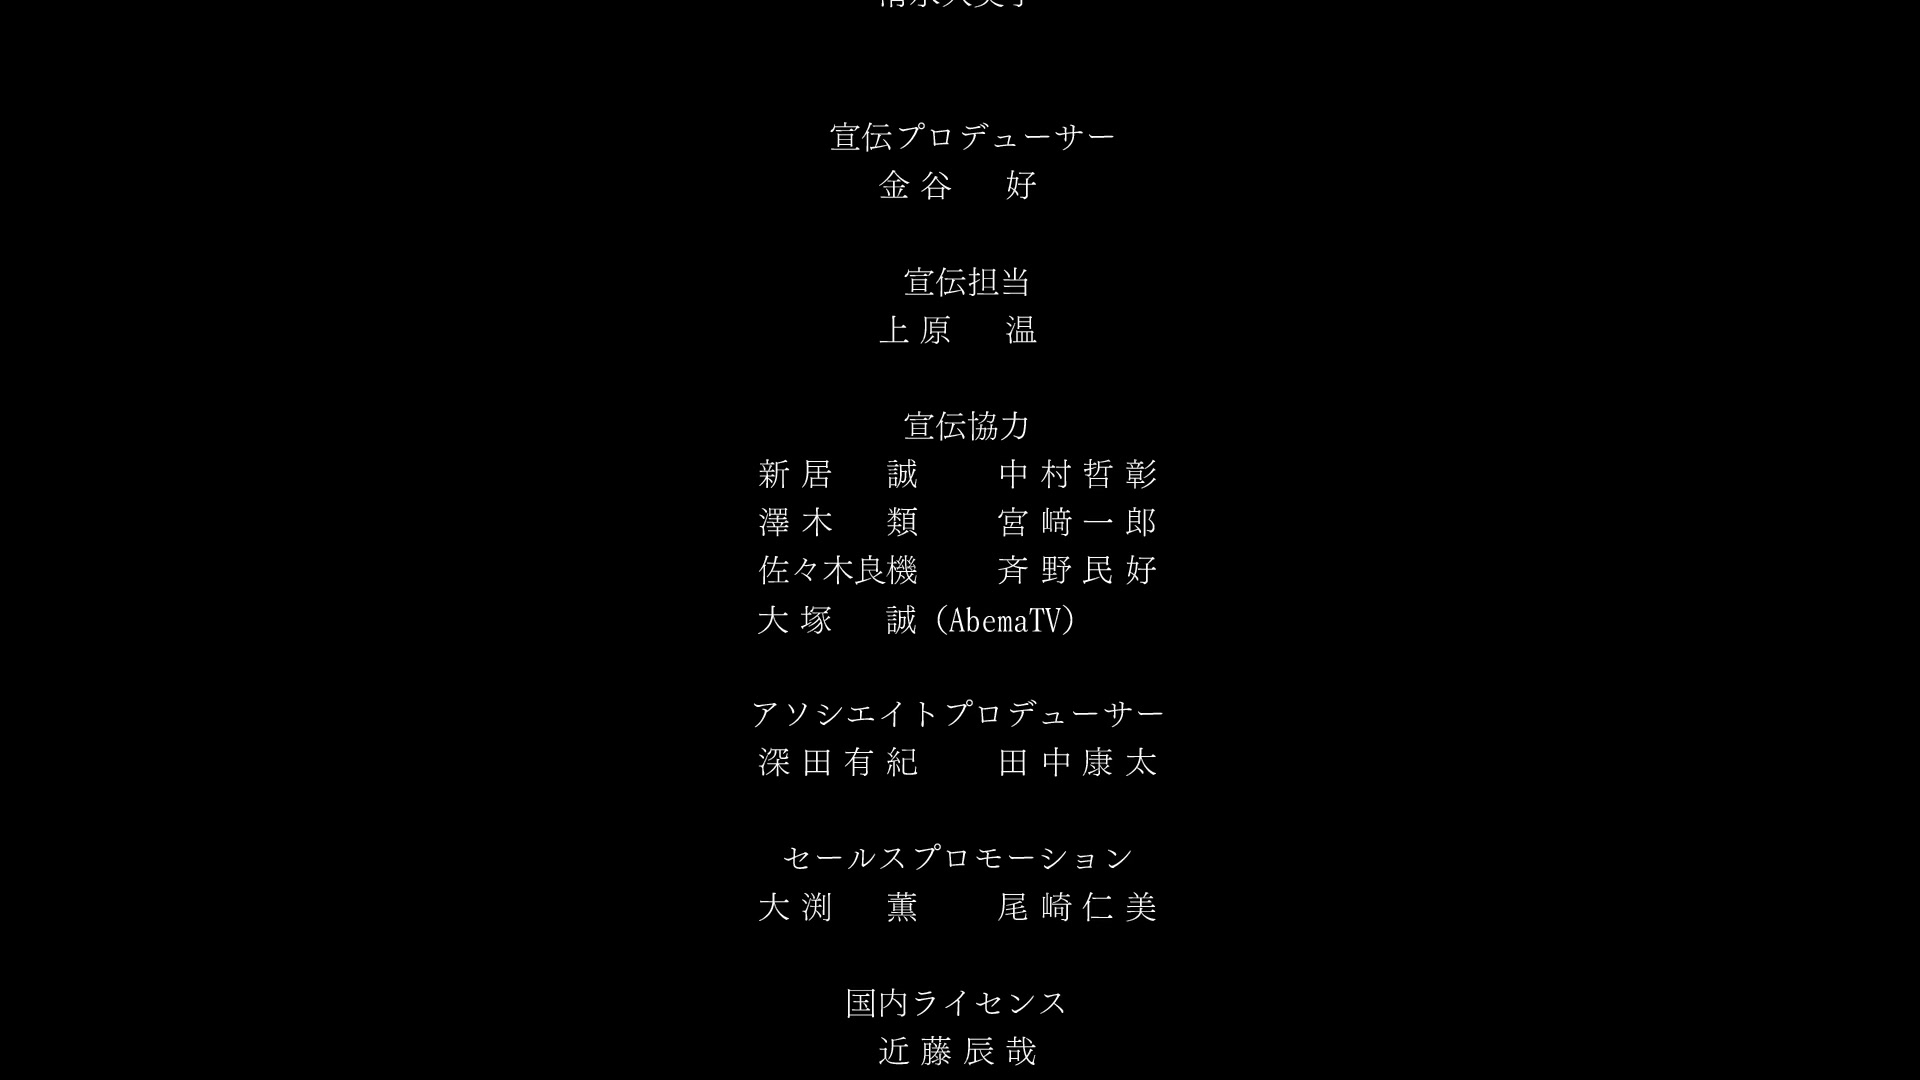 宣伝プロデューサー
金谷　好
宣伝担当
上原　温
宣伝協力
新居　誠　　中村哲彰
澤木　類　　宮﨑一郎
佐々木良機　　斉野民好
大塚　誠（AbemaTV）
アソシエイトプロデューサー
深田有紀　　田中康太
セールスプロモーション
大渕　薫　　尾崎仁美
国内ライセンス
近藤辰哉